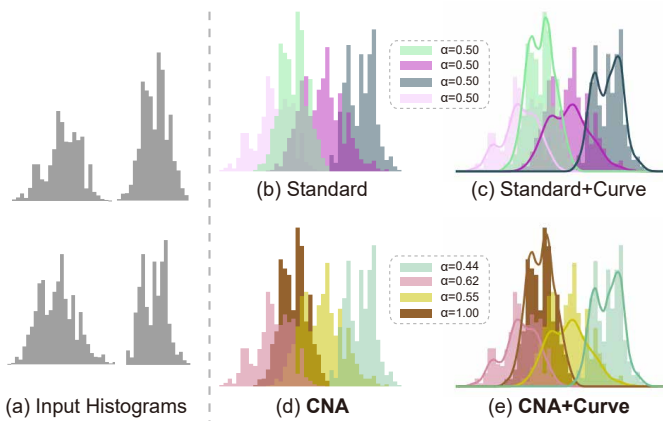 α=0.50
α=0.50
α=0.50
α=0.50
(b) Standard
(c) Standard+Curve
α=0.44
α=0.62
α=0.55
α=1.00
(a) Input Histograms
(d) CNA
(e) CNA+Curve